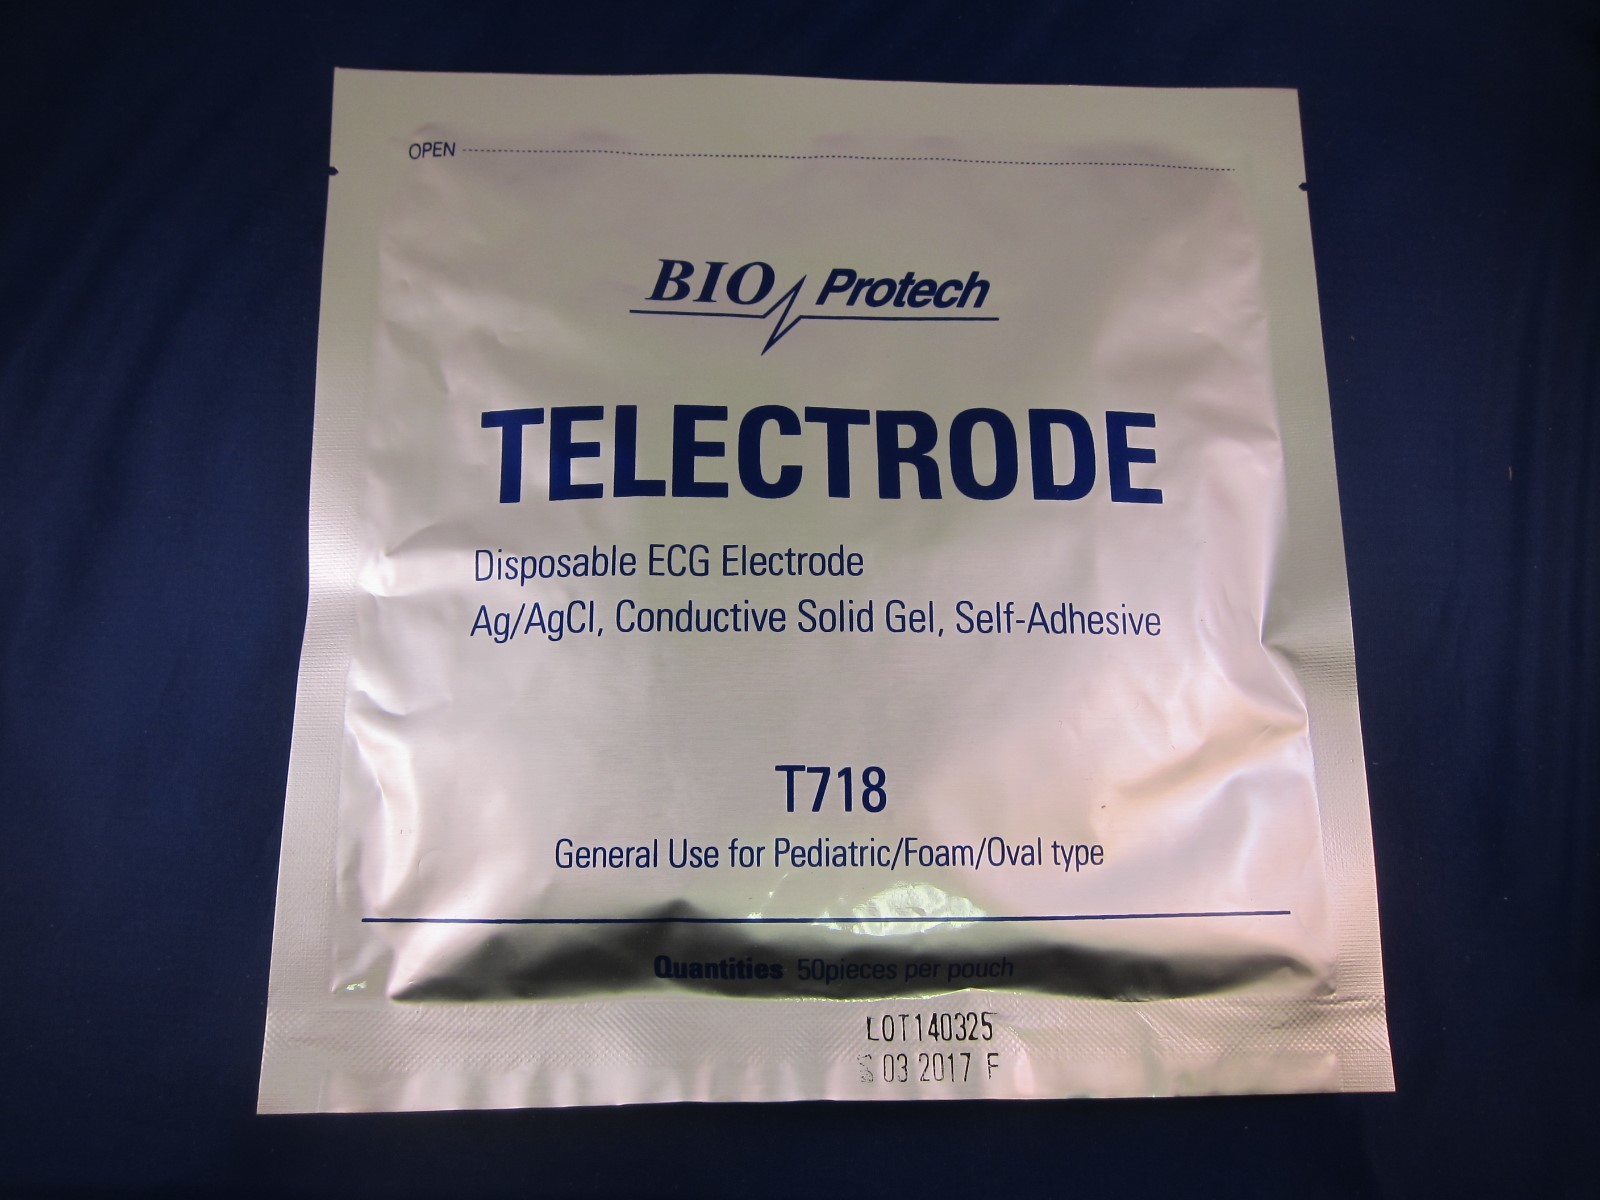 OPEN
BIO Protech
TELECTRODE
Disposable ECG Electrode
Ag/AgCl, Conductive Solid Gel, Self-Adhesive
T718
General Use for Pediatric/Foam/Oval type
Quantities 50pieces per pouch
LOT140325
03 2017 F